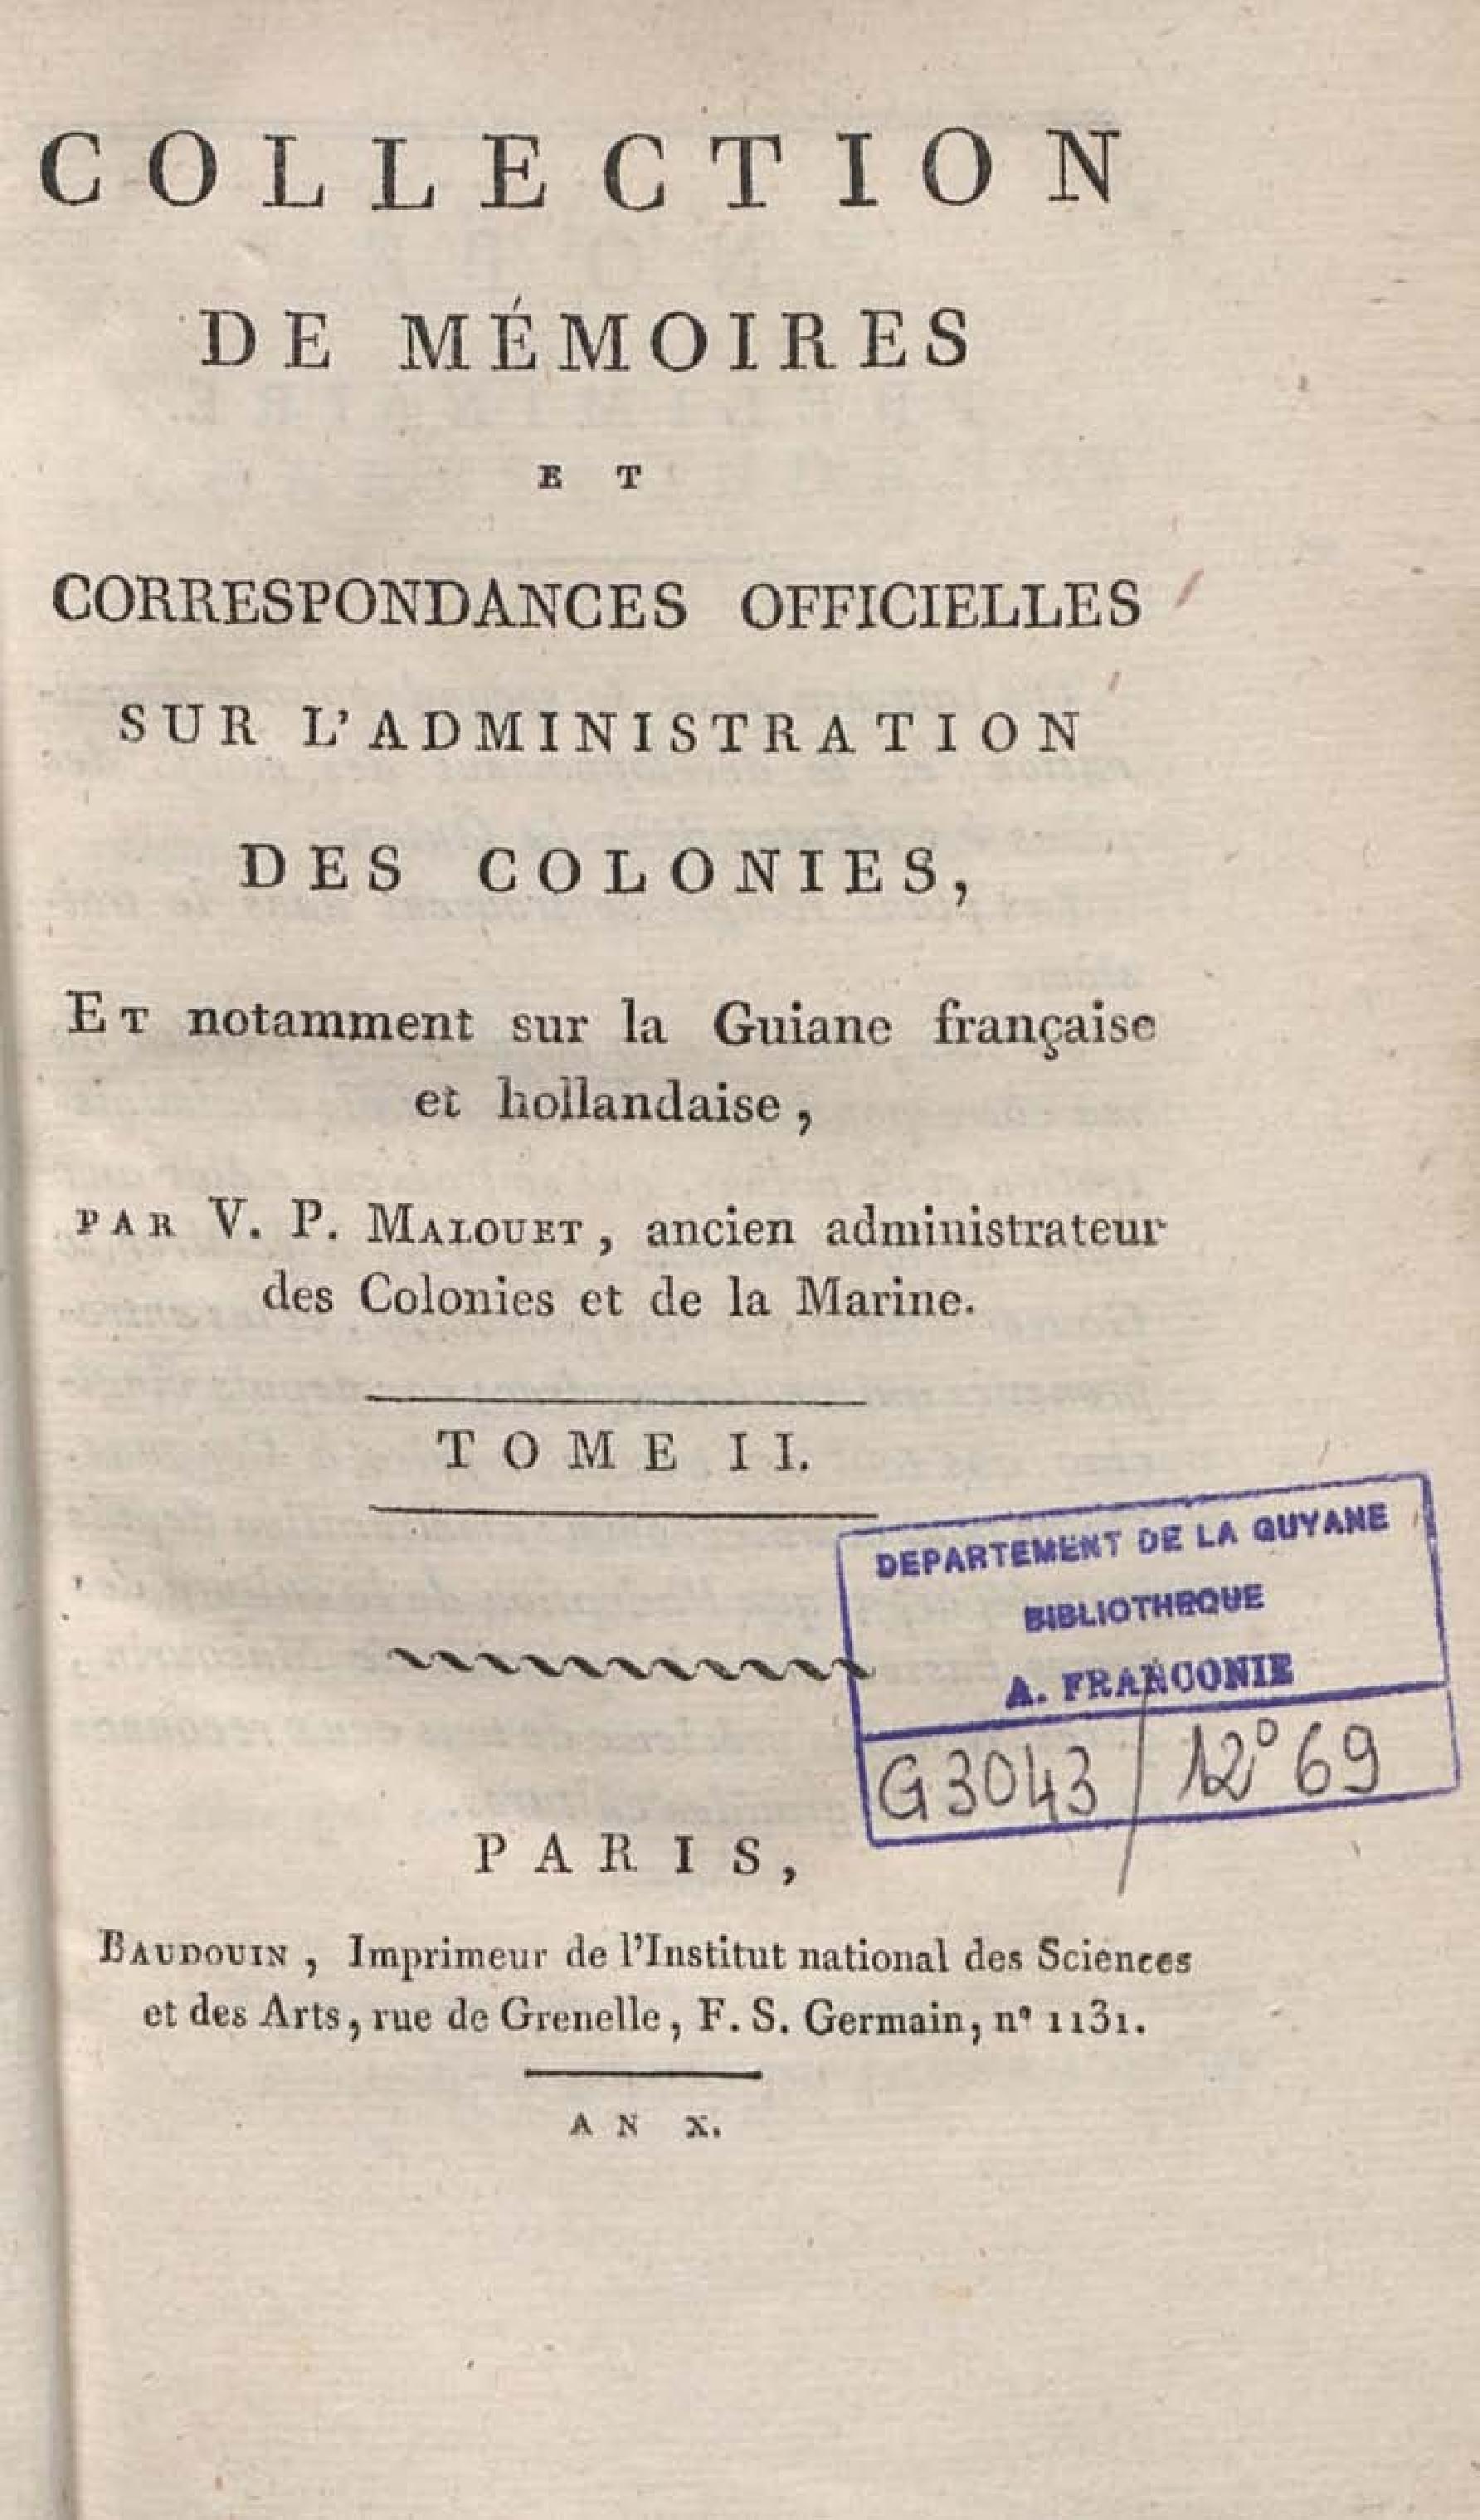 COLLECTION
DE MÉMOIRES
ET
CORRESPONDANCES OFFICIELLES
SUR L'ADMINISTRATION
DES COLONIES,
ET notamment sur la Guiane française
et hollandaise,
PAR V. P. MALOUET, ancien administrateur
des Colonies et de la Marine.
TOME II.
DEPARTEMENT DE LA GUYANE
BIBLIOTHEQUE
A. FRANCONIE
G3043/12° 69
PARIS,
BAUDOUIN, Imprimeur de l'Institut national des Sciences
et des Arts, rue de Grenelle, F. S. Germain, n° 1131.
AN X.